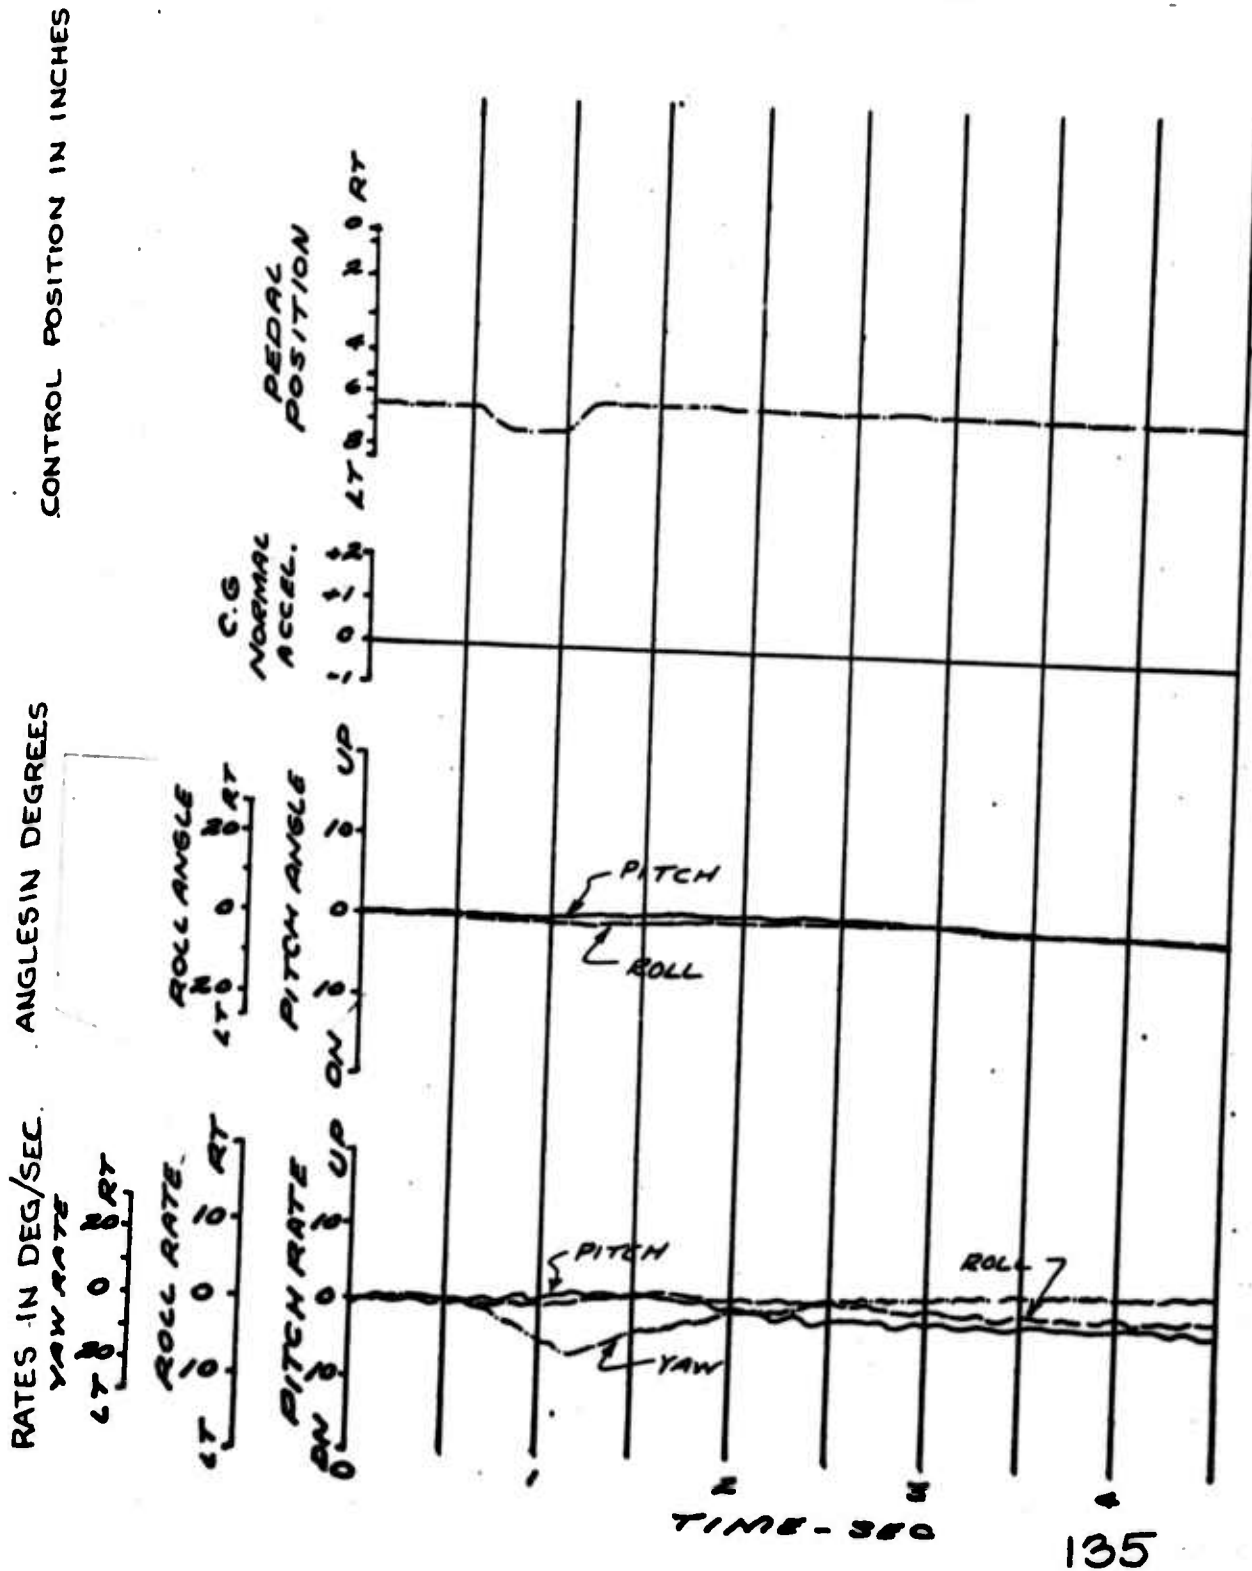 CONTROL POSITION IN INCHES
PEDAL
POSITION
LT 8 6 4 2 0 RT
C.G
NORMAL
ACCEL.
-1 0 +1 +2
ANGLES IN DEGREES
ROLL ANGLE
LT 20 0 20 RT
PITCH ANGLE
DN 10 0 10 UP
PITCH
ROLL
RATES IN DEG/SEC.
YAW RATE
LT 20 0 20 RT
ROLL RATE
LT 10 0 10 RT
PITCH RATE
DN 10 0 10 UP
PITCH
YAW
ROLL
0 1 2 3 4
TIME - SEC
135